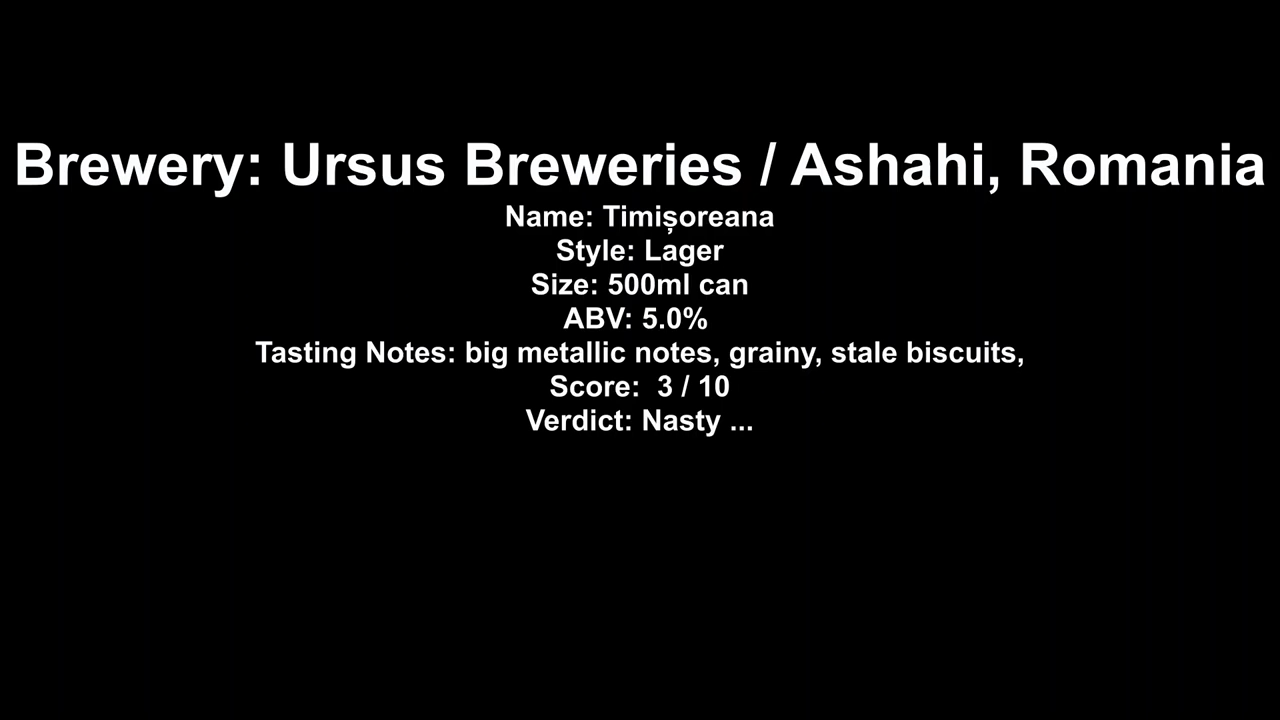 Brewery: Ursus Breweries / Ashahi, Romania
Name: Timișoreana
Style: Lager
Size: 500ml can
ABV: 5.0%
Tasting Notes: big metallic notes, grainy, stale biscuits,
Score:  3 / 10
Verdict: Nasty ...